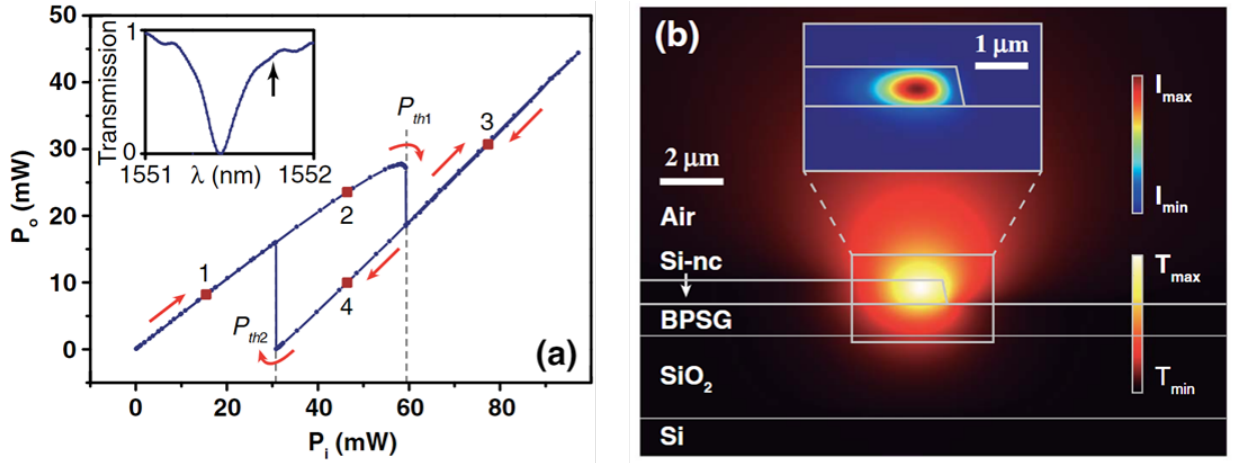 50
40
30
20
10
0
P_o (mW)
0
20
40
60
80
100
P_i (mW)
(a)
1
0
Transmission
1551
λ (nm)
1552
P_th1
P_th2
1
2
3
4
(b)
1 μm
2 μm
Air
Si-nc
BPSG
SiO₂
Si
I_max
I_min
T_max
T_min